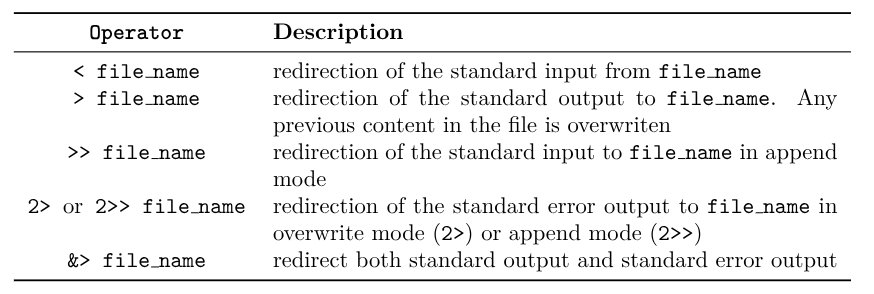 Operator Description
< file_name redirection of the standard input from file_name
> file_name redirection of the standard output to file_name. Any
previous content in the file is overwriten
>> file_name redirection of the standard input to file_name in append
mode
2> or 2>> file_name redirection of the standard error output to file_name in
overwrite mode (2>) or append mode (2>>)
&> file_name redirect both standard output and standard error output